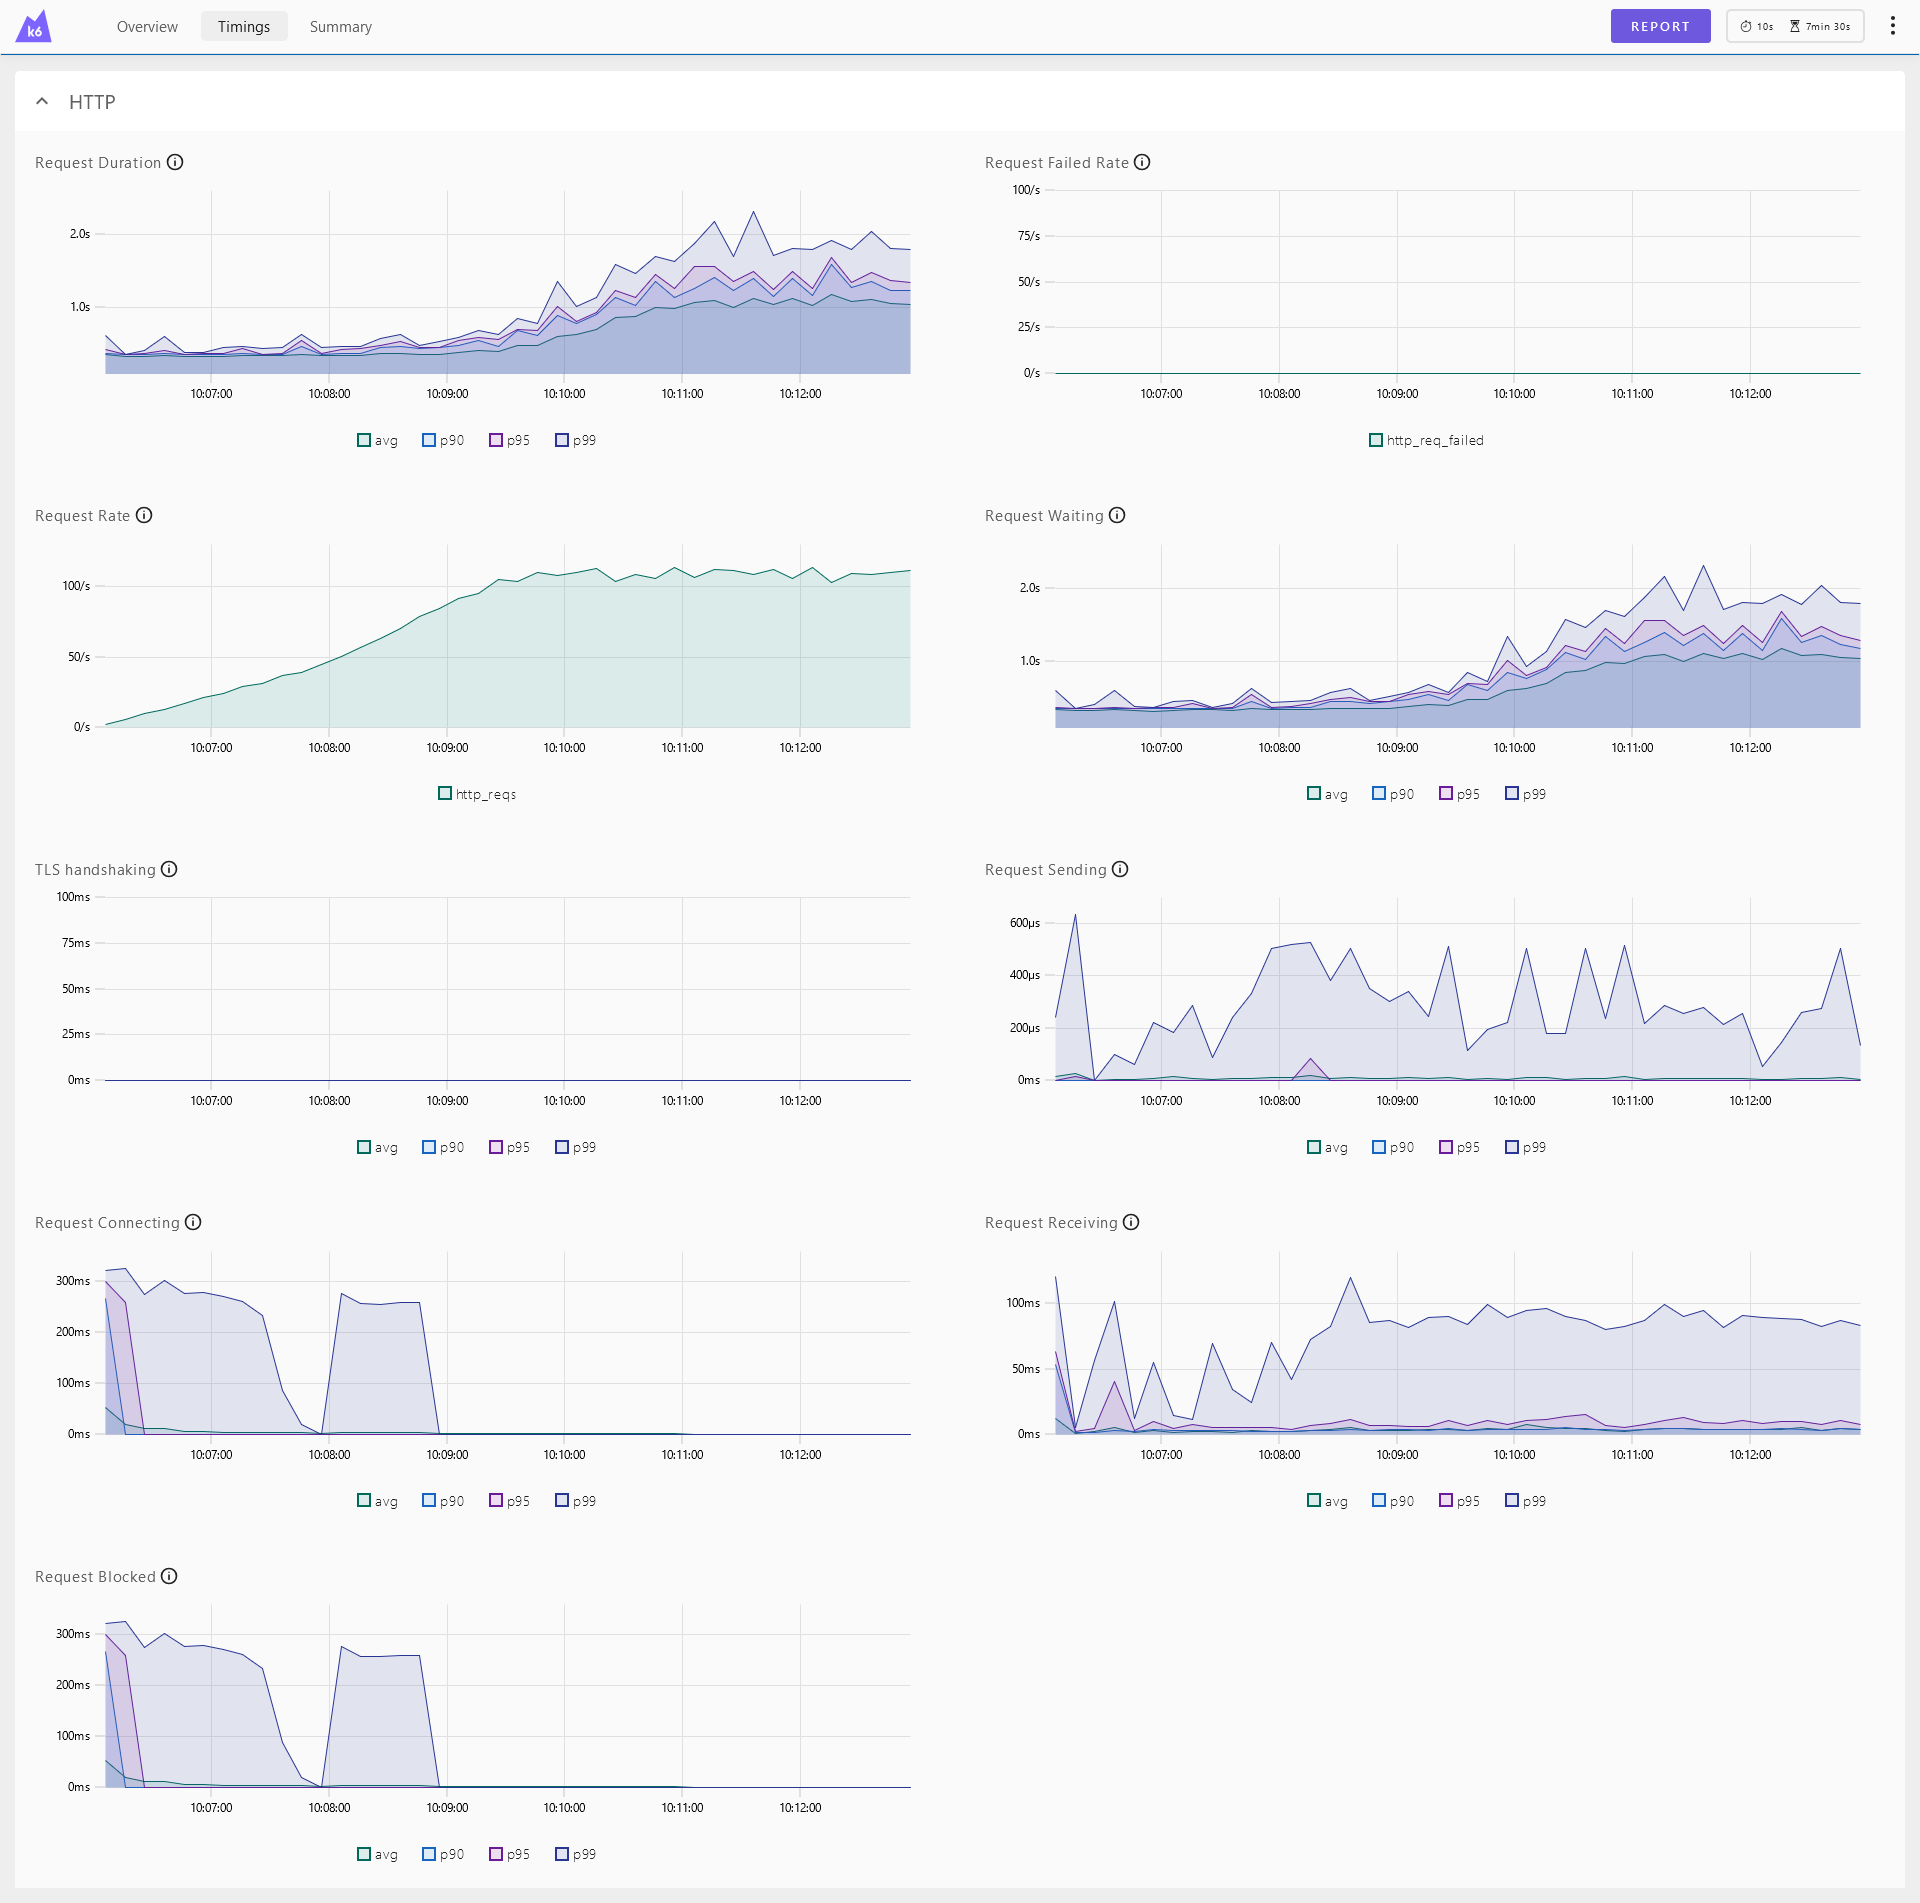 k6 Overview Timings Summary REPORT 10s 7min 30s
HTTP
Request Duration
2.0s
1.0s
10:07:00 10:08:00 10:09:00 10:10:00 10:11:00 10:12:00
avg p90 p95 p99
Request Failed Rate
100/s
75/s
50/s
25/s
0/s
10:07:00 10:08:00 10:09:00 10:10:00 10:11:00 10:12:00
http_req_failed
Request Rate
100/s
50/s
0/s
10:07:00 10:08:00 10:09:00 10:10:00 10:11:00 10:12:00
http_reqs
Request Waiting
2.0s
1.0s
10:07:00 10:08:00 10:09:00 10:10:00 10:11:00 10:12:00
avg p90 p95 p99
TLS handshaking
100ms
75ms
50ms
25ms
0ms
10:07:00 10:08:00 10:09:00 10:10:00 10:11:00 10:12:00
avg p90 p95 p99
Request Sending
600µs
400µs
200µs
0ms
10:07:00 10:08:00 10:09:00 10:10:00 10:11:00 10:12:00
avg p90 p95 p99
Request Connecting
300ms
200ms
100ms
0ms
10:07:00 10:08:00 10:09:00 10:10:00 10:11:00 10:12:00
avg p90 p95 p99
Request Receiving
100ms
50ms
0ms
10:07:00 10:08:00 10:09:00 10:10:00 10:11:00 10:12:00
avg p90 p95 p99
Request Blocked
300ms
200ms
100ms
0ms
10:07:00 10:08:00 10:09:00 10:10:00 10:11:00 10:12:00
avg p90 p95 p99